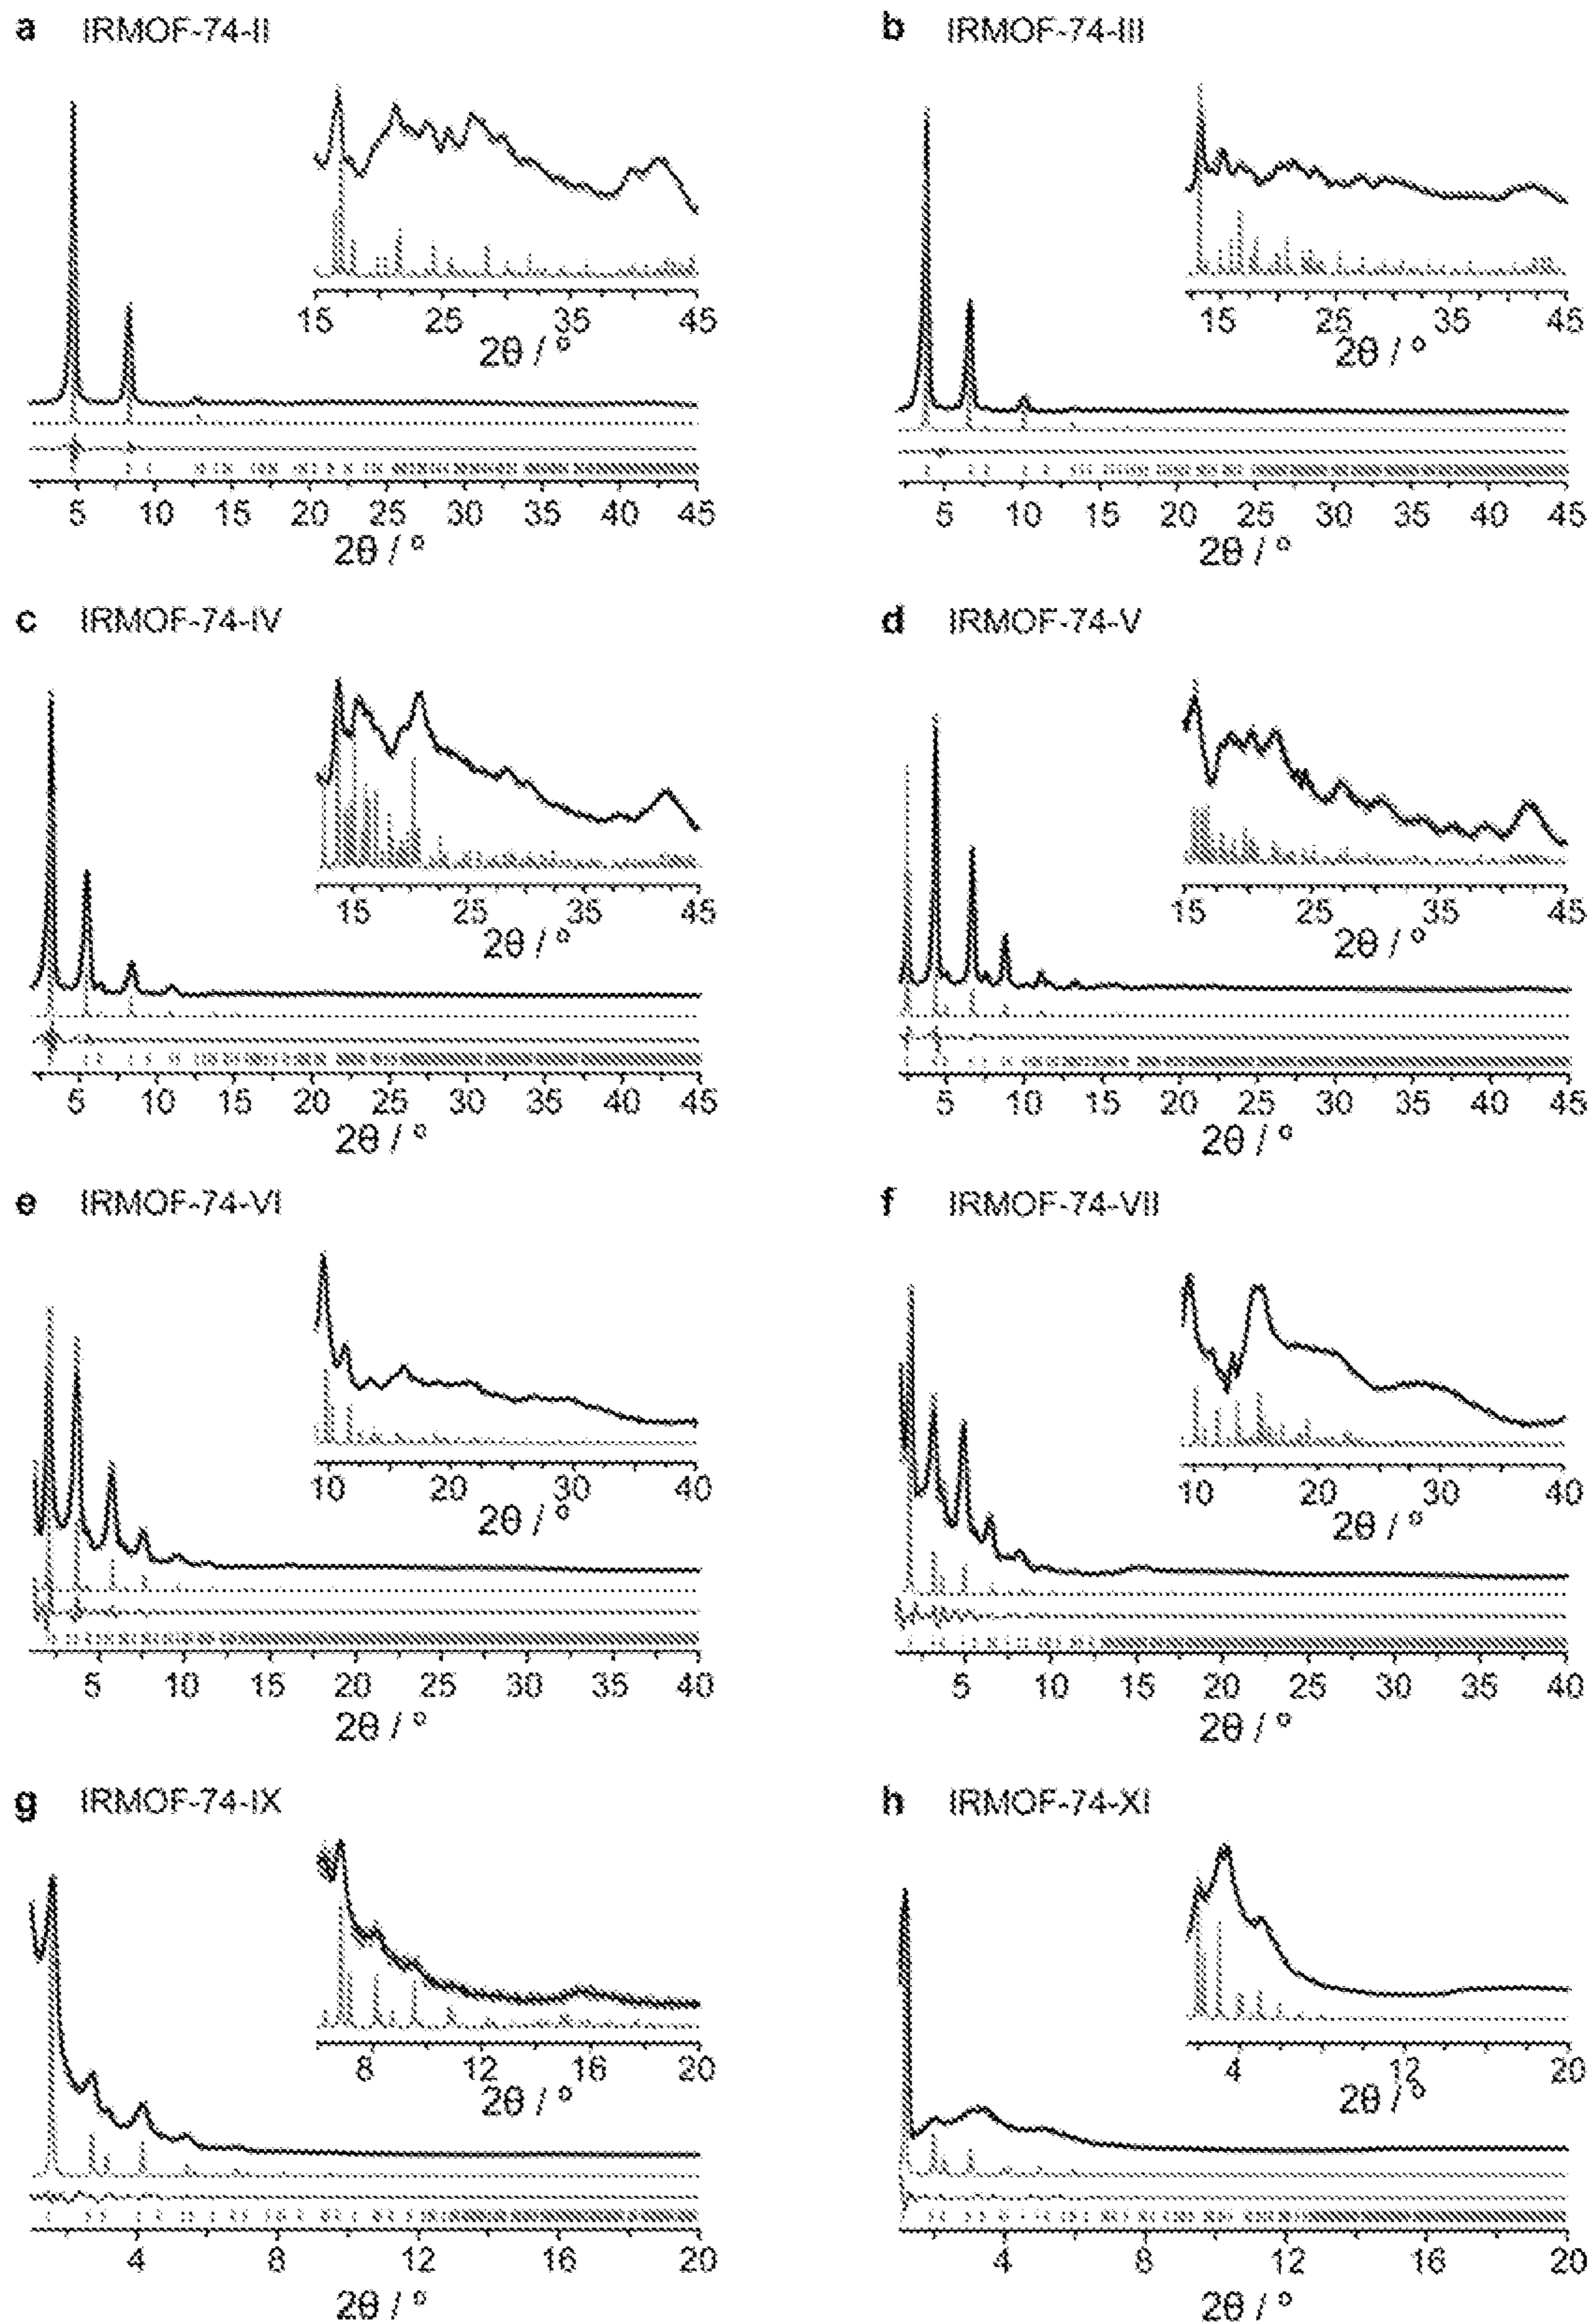 a IRMOF-74-II
15 25 35 45
2θ / º
5 10 15 20 25 30 35 40 45
2θ / º
b IRMOF-74-III
15 25 35 45
2θ / º
5 10 15 20 25 30 35 40 45
2θ / º
c IRMOF-74-IV
15 25 35 45
2θ / º
5 10 15 20 25 30 35 40 45
2θ / º
d IRMOF-74-V
15 25 35 45
2θ / º
5 10 15 20 25 30 35 40 45
2θ / º
e IRMOF-74-VI
10 20 30 40
2θ / º
5 10 15 20 25 30 35 40
2θ / º
f IRMOF-74-VII
10 20 30 40
2θ / º
5 10 15 20 25 30 35 40
2θ / º
g IRMOF-74-IX
8 12 16 20
2θ / º
4 8 12 16 20
2θ / º
h IRMOF-74-XI
4 12 20
2θ / º
4 8 12 16 20
2θ / º